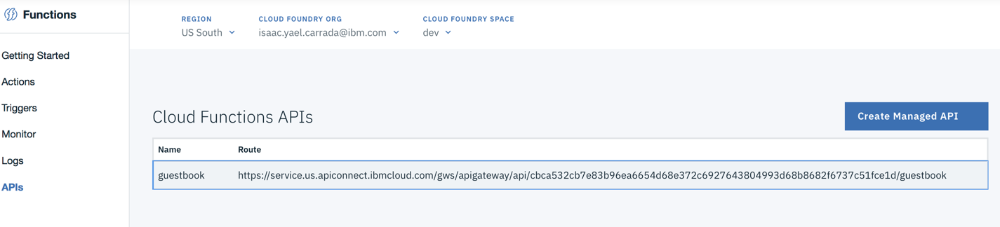 Functions
REGION CLOUD FOUNDRY ORG CLOUD FOUNDRY SPACE
US South isaac.yael.carrada@ibm.com dev
Getting Started
Actions
Triggers
Monitor
Logs
APIs
Cloud Functions APIs
Create Managed API
Name Route
guestbook https://service.us.apiconnect.ibmcloud.com/gws/apigateway/api/cbca532cb7e83b96ea6654d68e372c6927643804993d68b8682f6737c51fce1d/guestbook